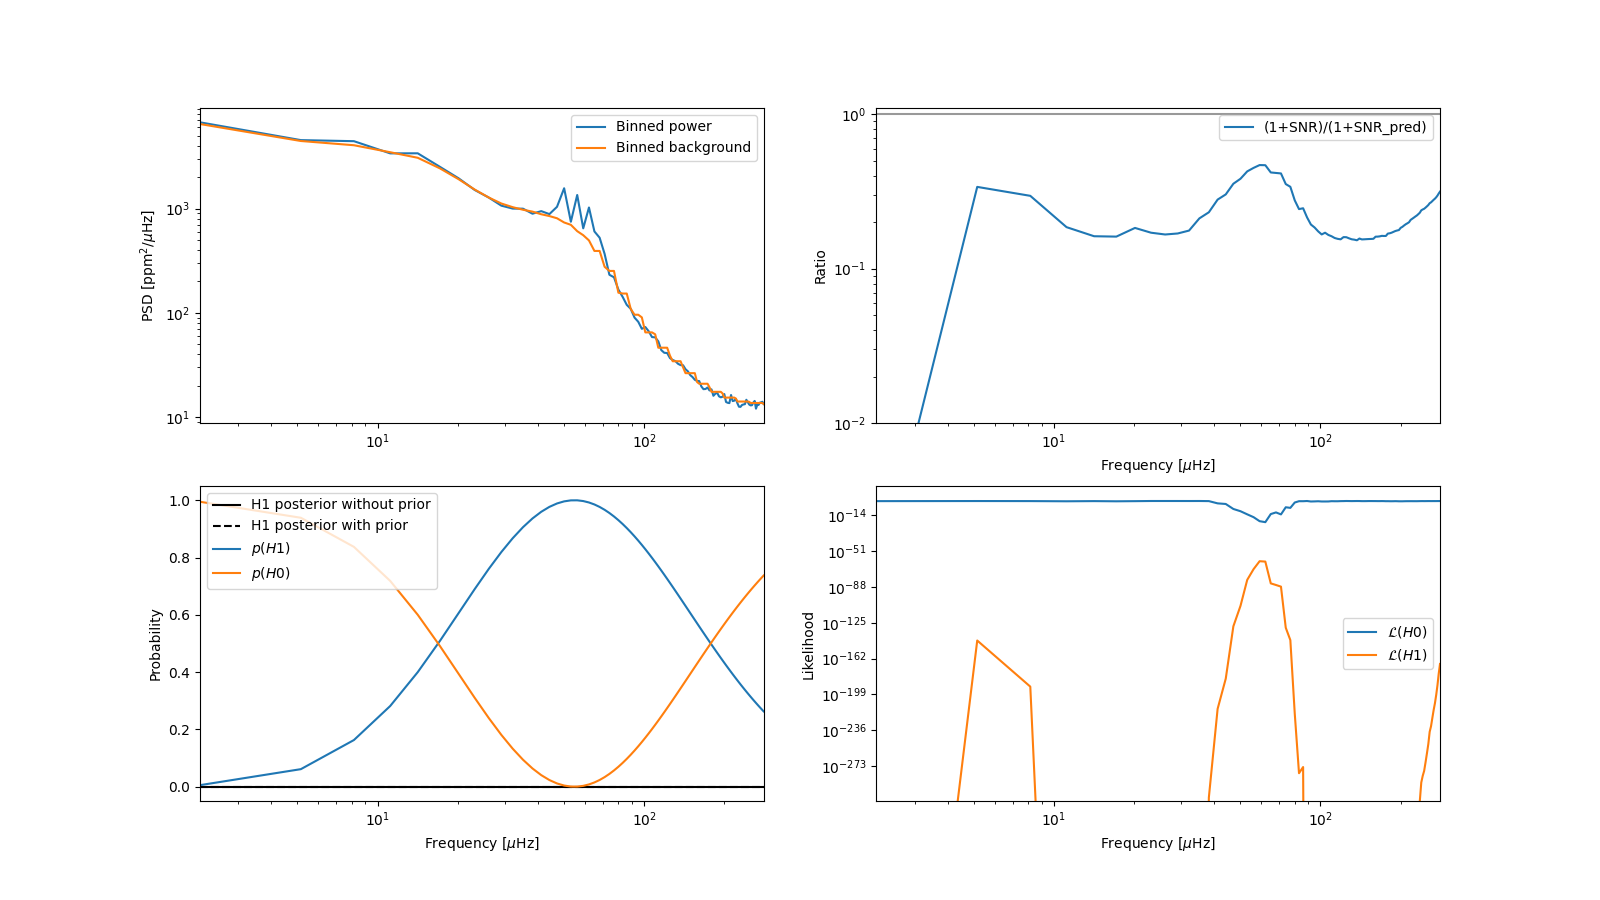 Binned power
Binned background
PSD [ppm²/μHz]
10³
10²
10¹
10¹
10²
(1+SNR)/(1+SNR_pred)
Ratio
10⁰
10⁻¹
10⁻²
10¹
10²
Frequency [μHz]
H1 posterior without prior
H1 posterior with prior
p(H1)
p(H0)
Probability
1.0
0.8
0.6
0.4
0.2
0.0
10¹
10²
Frequency [μHz]
ℒ(H0)
ℒ(H1)
Likelihood
10⁻¹⁴
10⁻⁵¹
10⁻⁸⁸
10⁻¹²⁵
10⁻¹⁶²
10⁻¹⁹⁹
10⁻²³⁶
10⁻²⁷³
10¹
10²
Frequency [μHz]